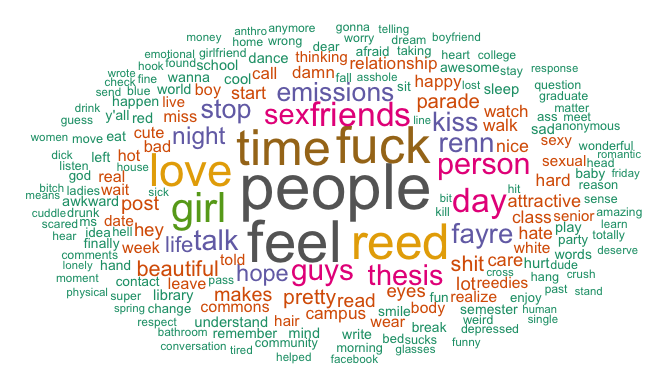 money anthro anymore gonna telling
emotional girlfriend home wrong dear worry dream boyfriend
wrote hook found school dance thinking afraid taking heart college
check fine wanna cool call damn relationship awesome stay response
send blue world boy start fall asshole sit happy lost sleep question
drink happen live stop emissions parade graduate
guess y'all red miss sex friends line kiss watch ass meet matter
women move eat cute night time fuck renn walk sad anonymous
dick left hot bad person nice sexy wonderful
listen house love sexual head romantic
god real people hard baby friday
bitch ladies wait sick bit hit reason
means awkward post girl kill day attractive sense
cuddle drunk ms date class senior amazing
scared idea hell hey feel reed fayre hate play learn
hear finally week life talk white party totally
comments told guys cross shit care hurt words dude deserve
lonely hand beautiful hope thesis lot reedies hang crush
moment contact leave pass eyes fun realize enjoy past stand
physical super library makes pretty read smile body semester human
spring change commons campus wear weird single
respect understand hair break depressed
bathroom remember mind write bed sucks funny
conversation tired community morning glasses
helped facebook